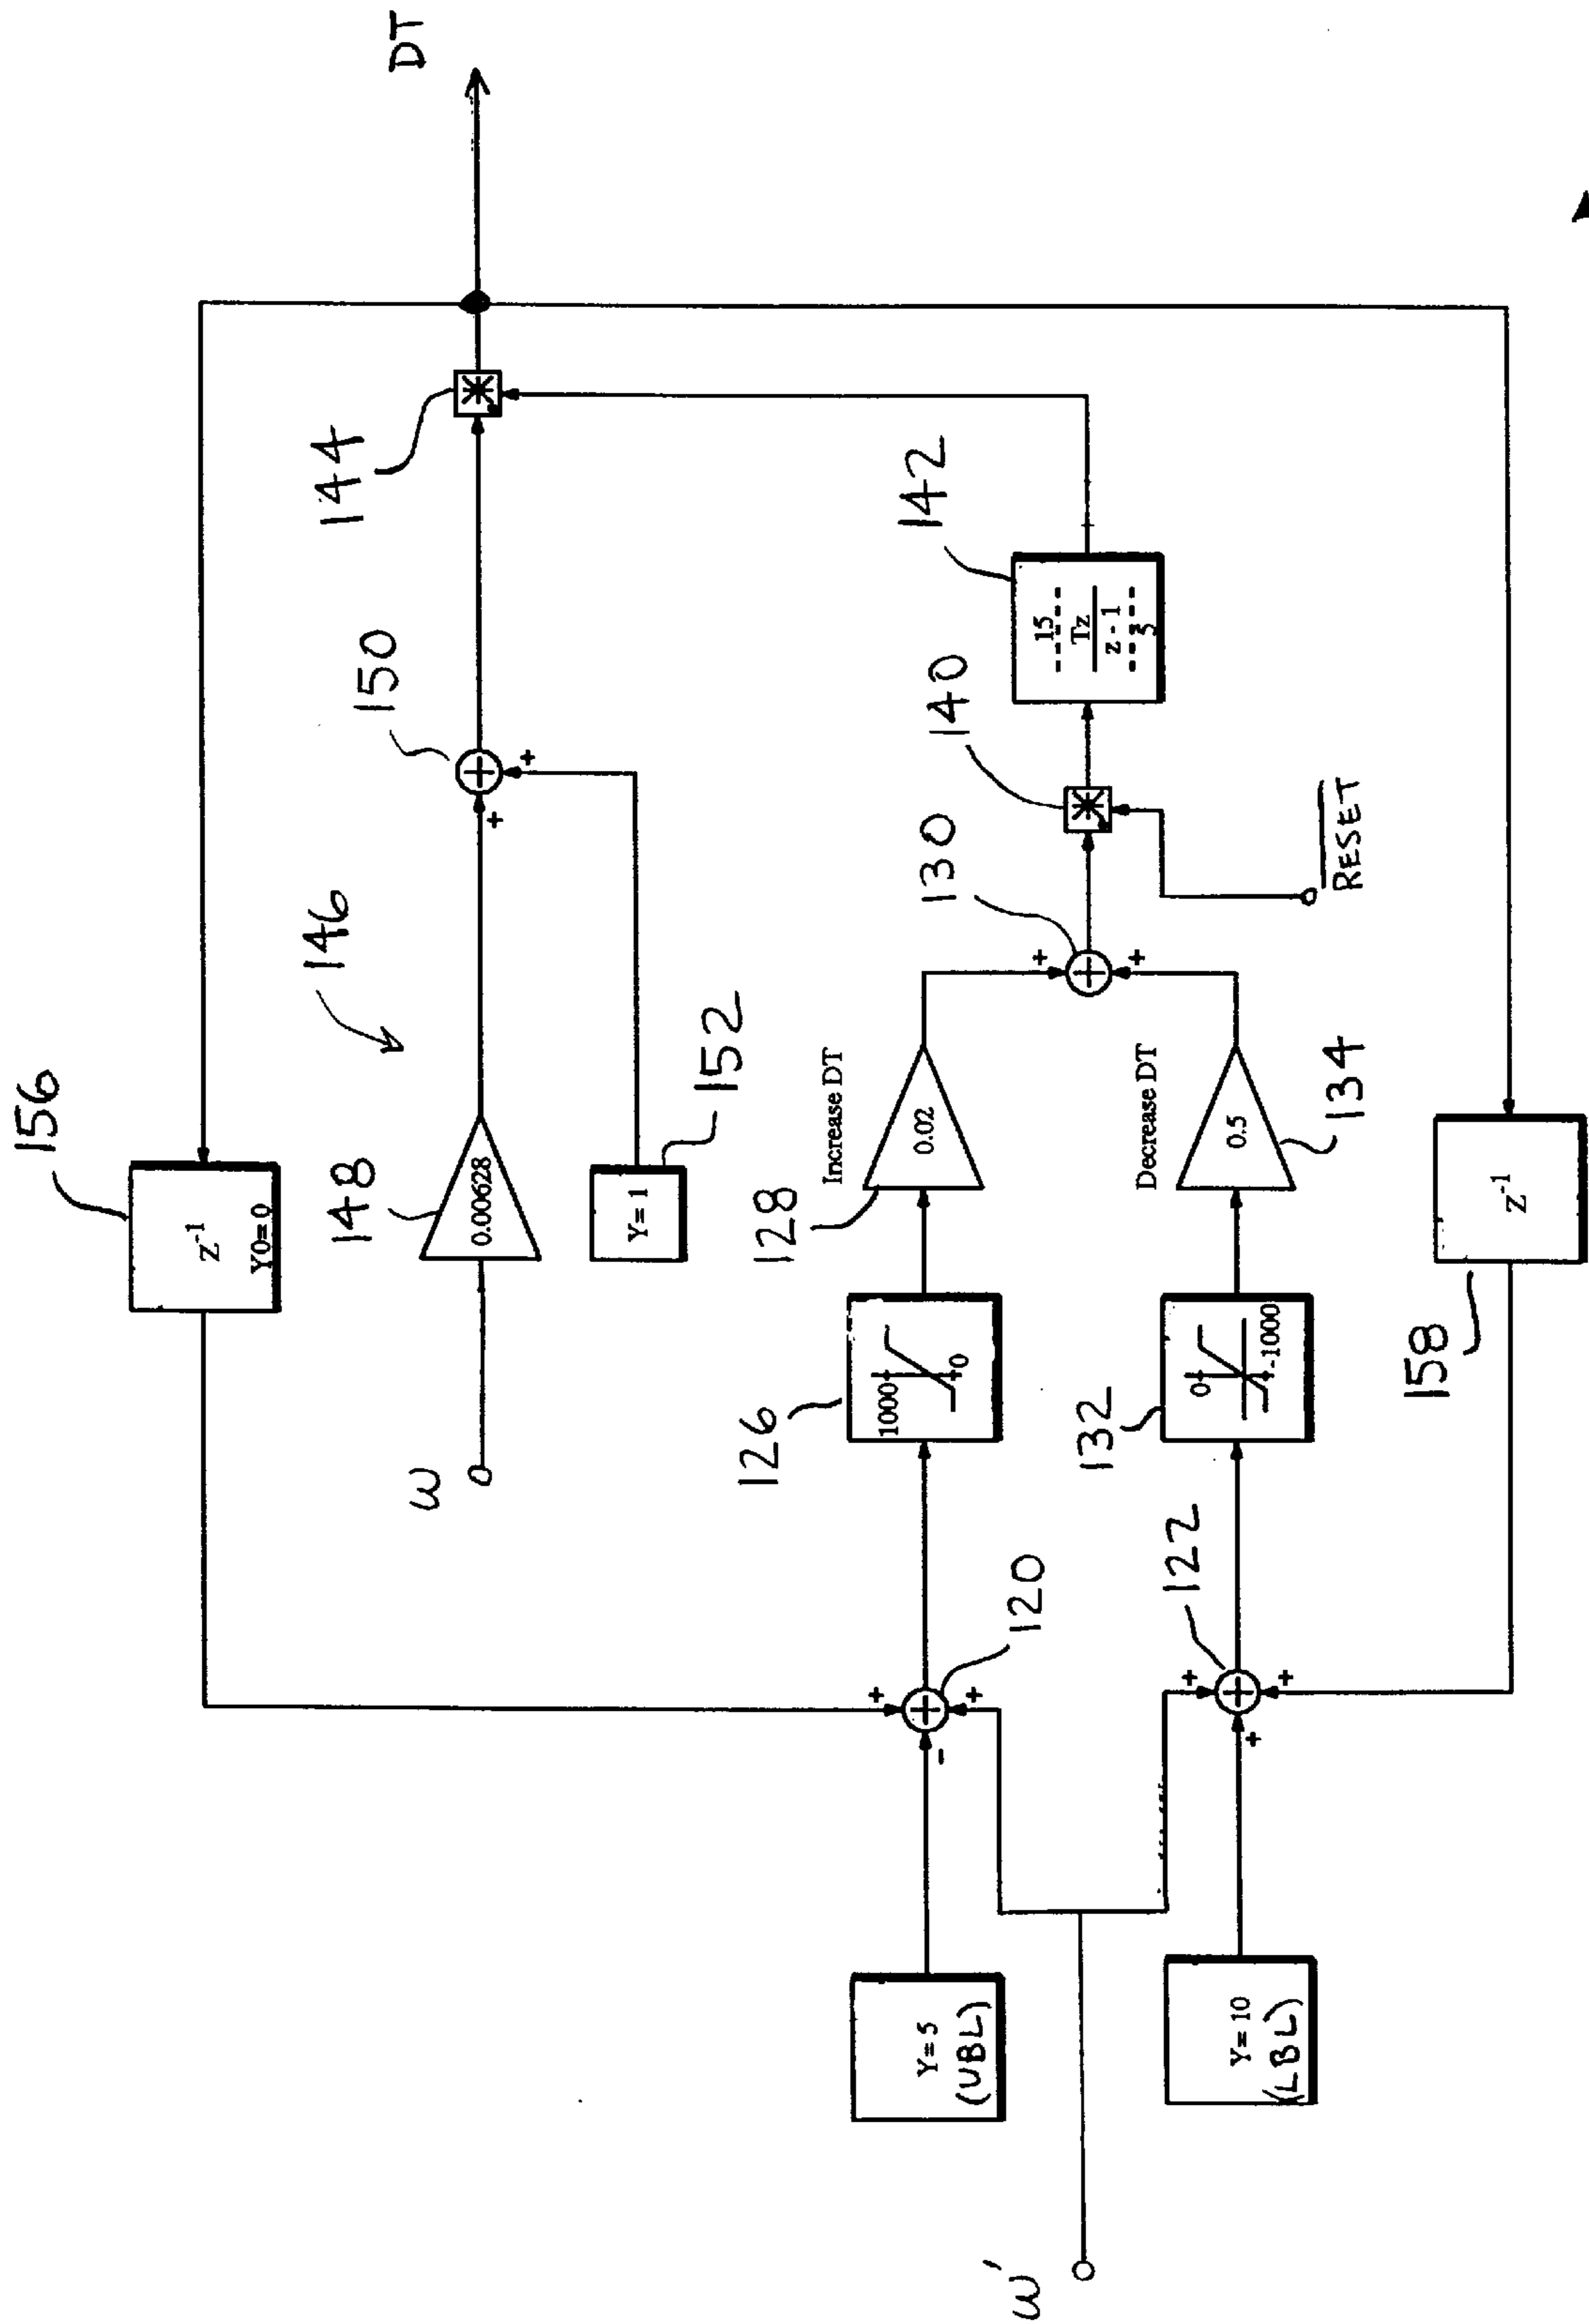 156
z⁻¹
Y0=0
DT
146
150
144
ω
148
0.00628
152
Y= 1
128
Increase DT
0.02
130
140
142
15
Tz
z - 1
5
RESET
126
1000
0
Y= 5
(UBL)
120
+
+
-
ω'
Y= 10
(LBL)
122
+
+
+
132
0
-1000
Decrease DT
0.5
134
+
+
+
+
158
z⁻¹